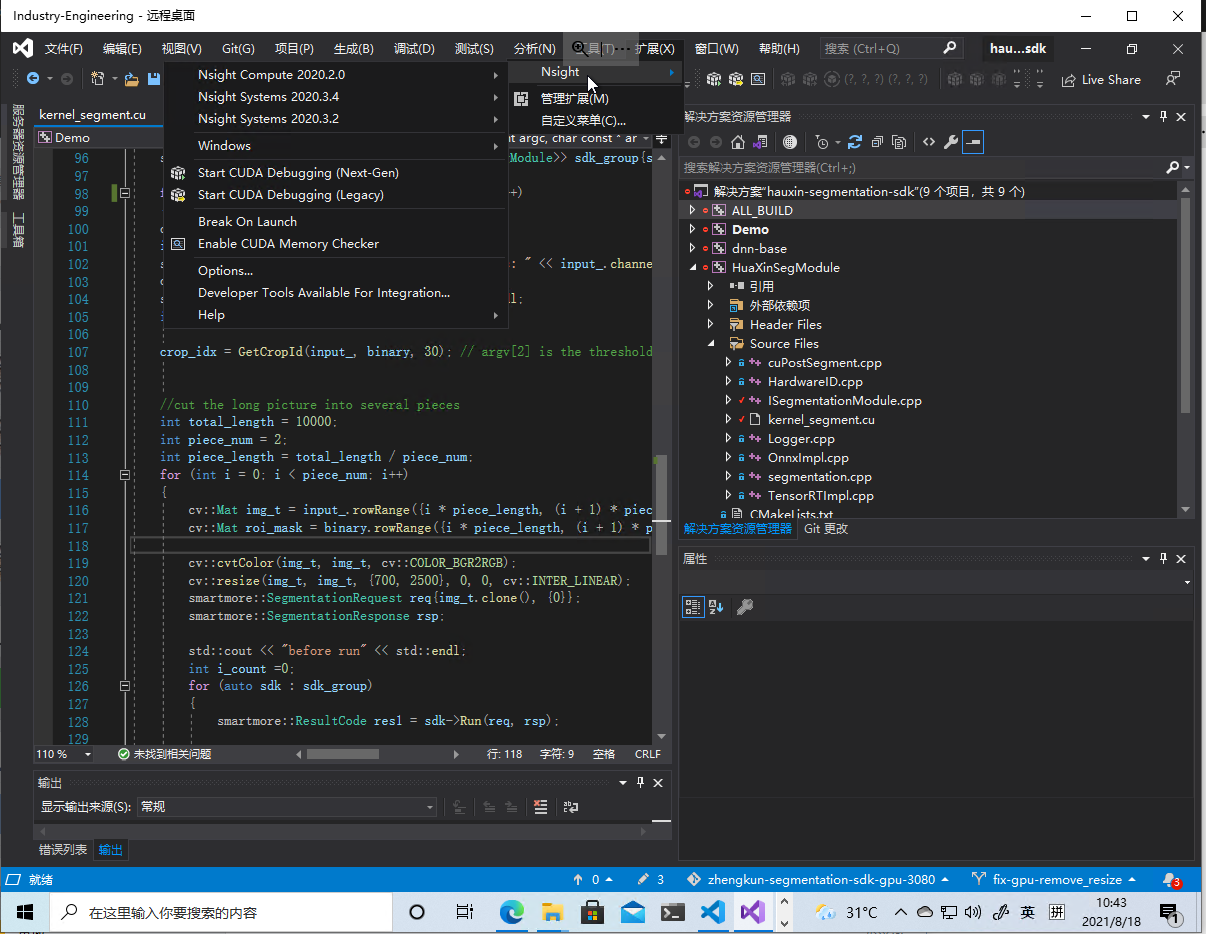 Industry-Engineering - 远程桌面
文件(F) 编辑(E) 视图(V) Git(G) 项目(P) 生成(B) 调试(D) 测试(S) 分析(N) 工具(T) 扩展(X) 窗口(W) 帮助(H) 搜索 (Ctrl+Q) hau...sdk
Live Share
Nsight
管理扩展(M)
自定义菜单(C)...
Nsight Compute 2020.2.0
Nsight Systems 2020.3.4
Nsight Systems 2020.3.2
Windows
Start CUDA Debugging (Next-Gen)
Start CUDA Debugging (Legacy)
Break On Launch
Enable CUDA Memory Checker
Options...
Developer Tools Available For Integration...
Help
服务器资源管理器
工具箱
kernel_segment.cu
Demo
nt argc, char const * ar
96 s Module>> sdk_group{s
97
98 +)
99
100
101
102 s : " << input_.channe
103
104 s l;
105
106
107 crop_idx = GetCropId(input_, binary, 30); // argv[2] is the threshold
108
109
110 //cut the long picture into several pieces
111 int total_length = 10000;
112 int piece_num = 2;
113 int piece_length = total_length / piece_num;
114 for (int i = 0; i < piece_num; i++)
115 {
116 cv::Mat img_t = input_.rowRange({i * piece_length, (i + 1) * piec
117 cv::Mat roi_mask = binary.rowRange({i * piece_length, (i + 1) * p
118
119 cv::cvtColor(img_t, img_t, cv::COLOR_BGR2RGB);
120 cv::resize(img_t, img_t, {700, 2500}, 0, 0, cv::INTER_LINEAR);
121 smartmore::SegmentationRequest req{img_t.clone(), {0}};
122 smartmore::SegmentationResponse rsp;
123
124 std::cout << "before run" << std::endl;
125 int i_count =0;
126 for (auto sdk : sdk_group)
127 {
128 smartmore::ResultCode res1 = sdk->Run(req, rsp);
129
110 % 未找到相关问题 行: 118 字符: 9 空格 CRLF
输出
显示输出来源(S): 常规
错误列表 输出
解决方案资源管理器
搜索解决方案资源管理器(Ctrl+;)
解决方案"hauxin-segmentation-sdk"(9 个项目，共 9 个)
ALL_BUILD
Demo
dnn-base
HuaXinSegModule
引用
外部依赖项
Header Files
Source Files
cuPostSegment.cpp
HardwareID.cpp
ISegmentationModule.cpp
kernel_segment.cu
Logger.cpp
OnnxImpl.cpp
segmentation.cpp
TensorRTImpl.cpp
CMakeLists.txt
解决方案资源管理器 Git 更改
属性
就绪 0 3 zhengkun-segmentation-sdk-gpu-3080 fix-gpu-remove_resize 3
在这里输入你要搜索的内容 31°C 英 拼 10:43
2021/8/18 1